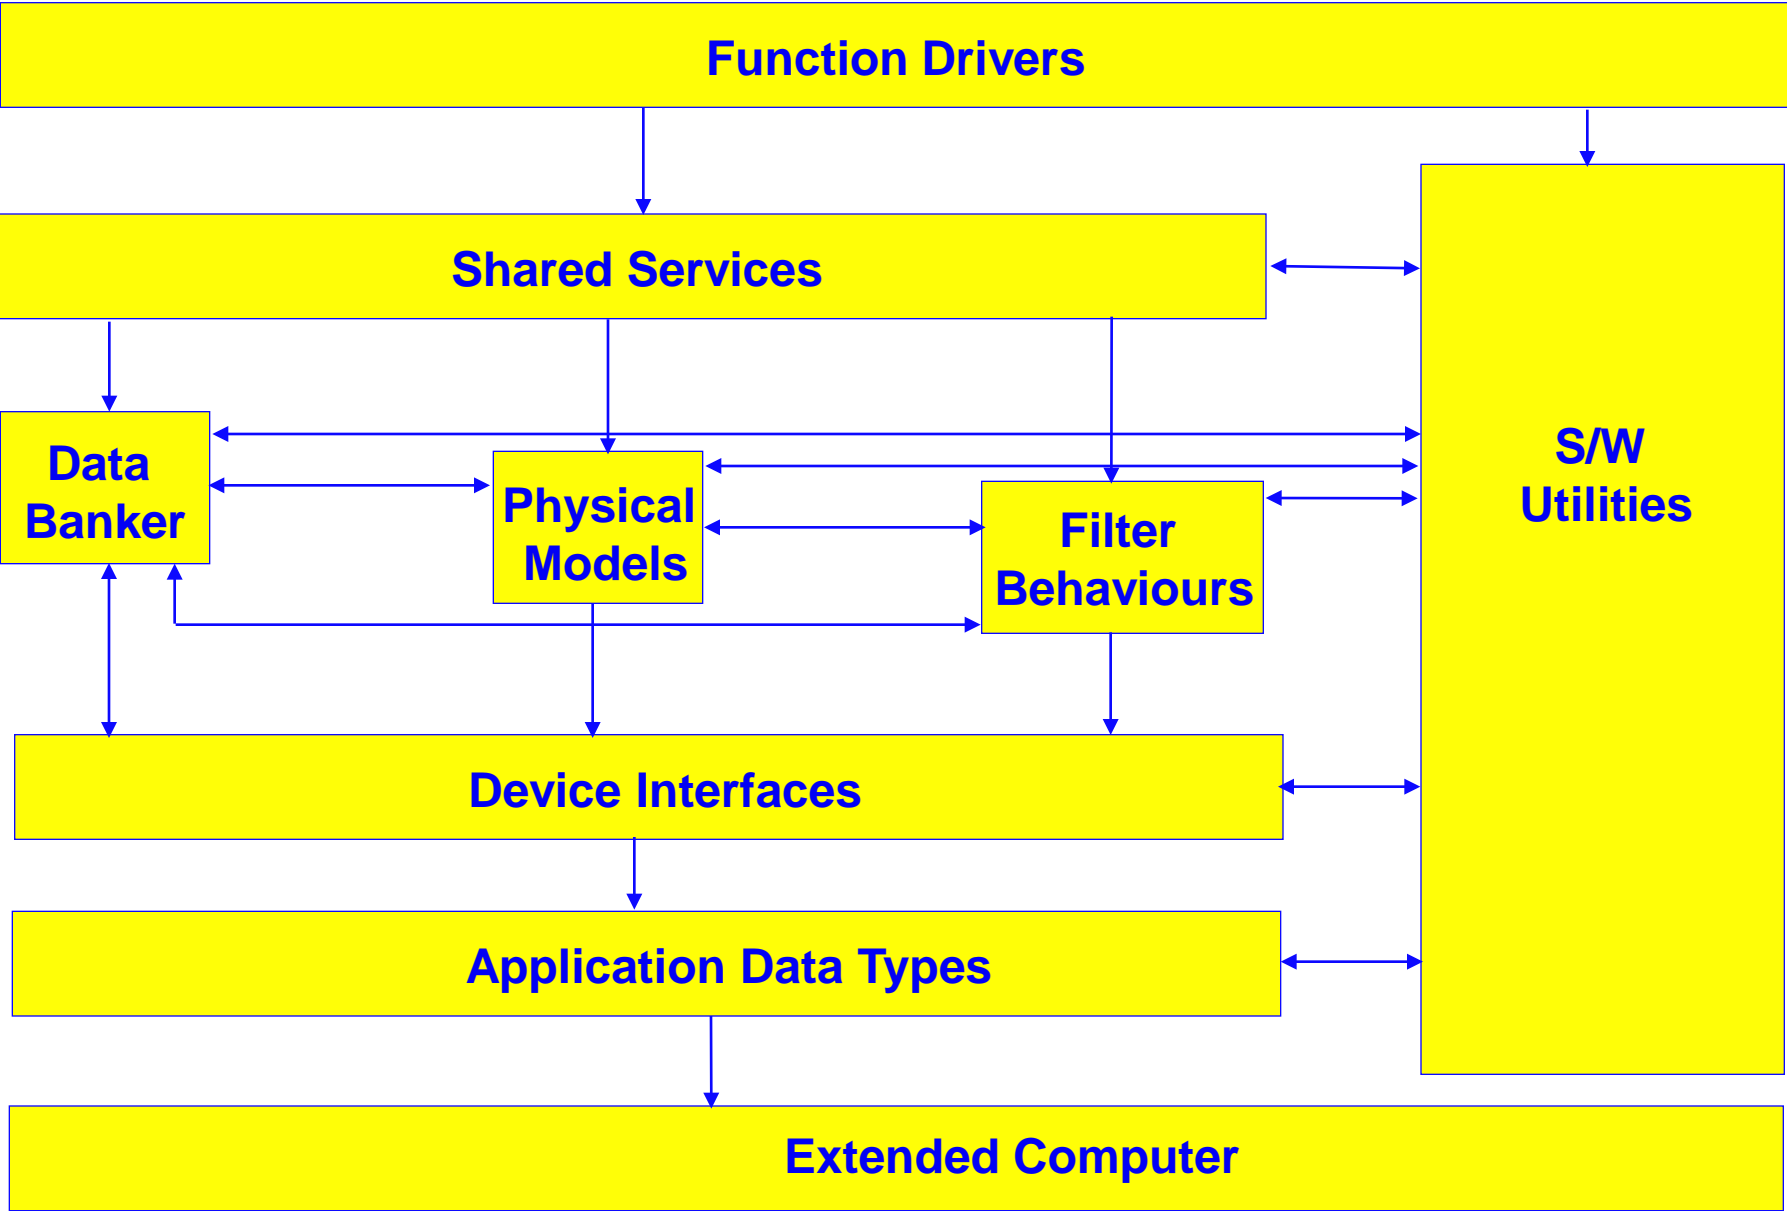 Function Drivers
Shared Services
Data
Banker
Physical
Models
Filter
Behaviours
S/W
Utilities
Device Interfaces
Application Data Types
Extended Computer